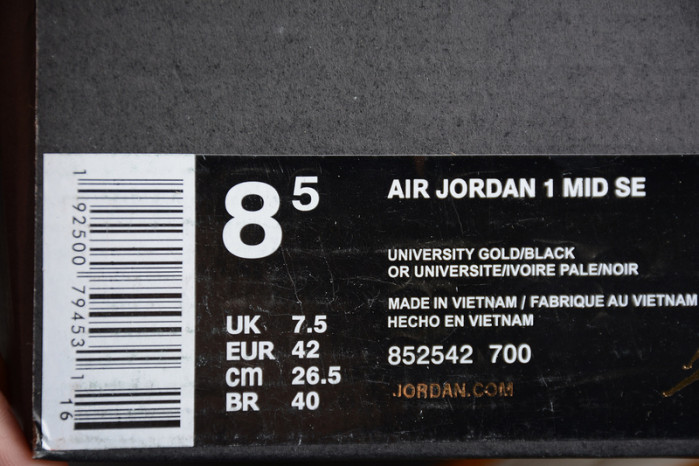 1 92500 79453 1 16
8 5
UK 7.5
EUR 42
cm 26.5
BR 40
AIR JORDAN 1 MID SE
UNIVERSITY GOLD/BLACK
OR UNIVERSITE/IVOIRE PALE/NOIR
MADE IN VIETNAM / FABRIQUE AU VIETNAM
HECHO EN VIETNAM
852542 700
JORDAN.COM